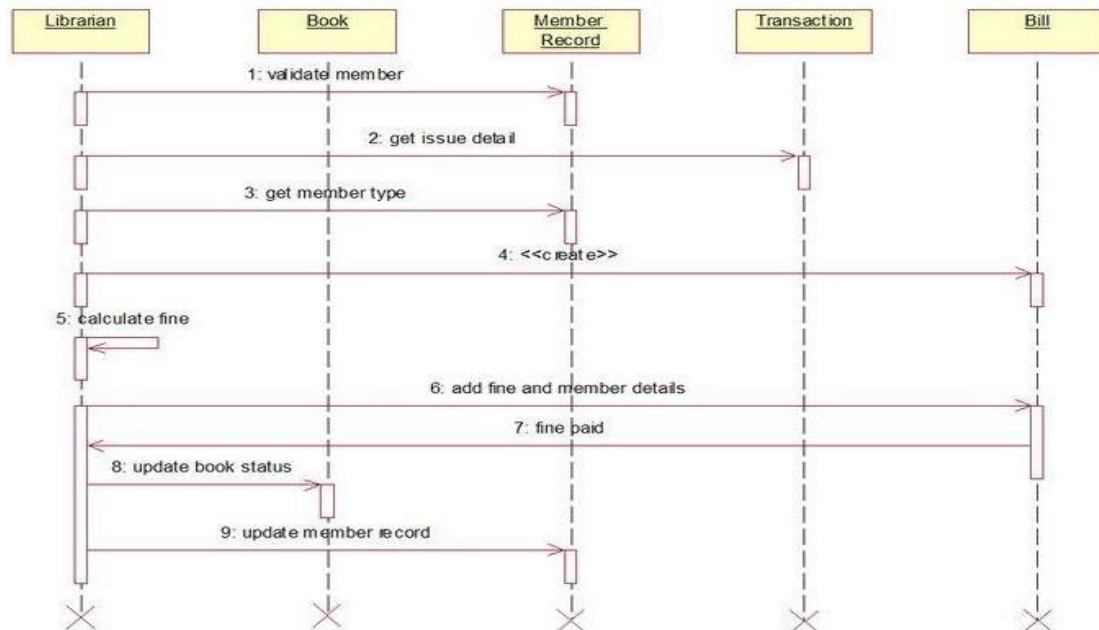 Librarian
Book
Member
Record
Transaction
Bill
1: validate member
2: get issue detail
3: get member type
4: <<create>>
5: calculate fine
6: add fine and member details
7: fine paid
8: update book status
9: update member record